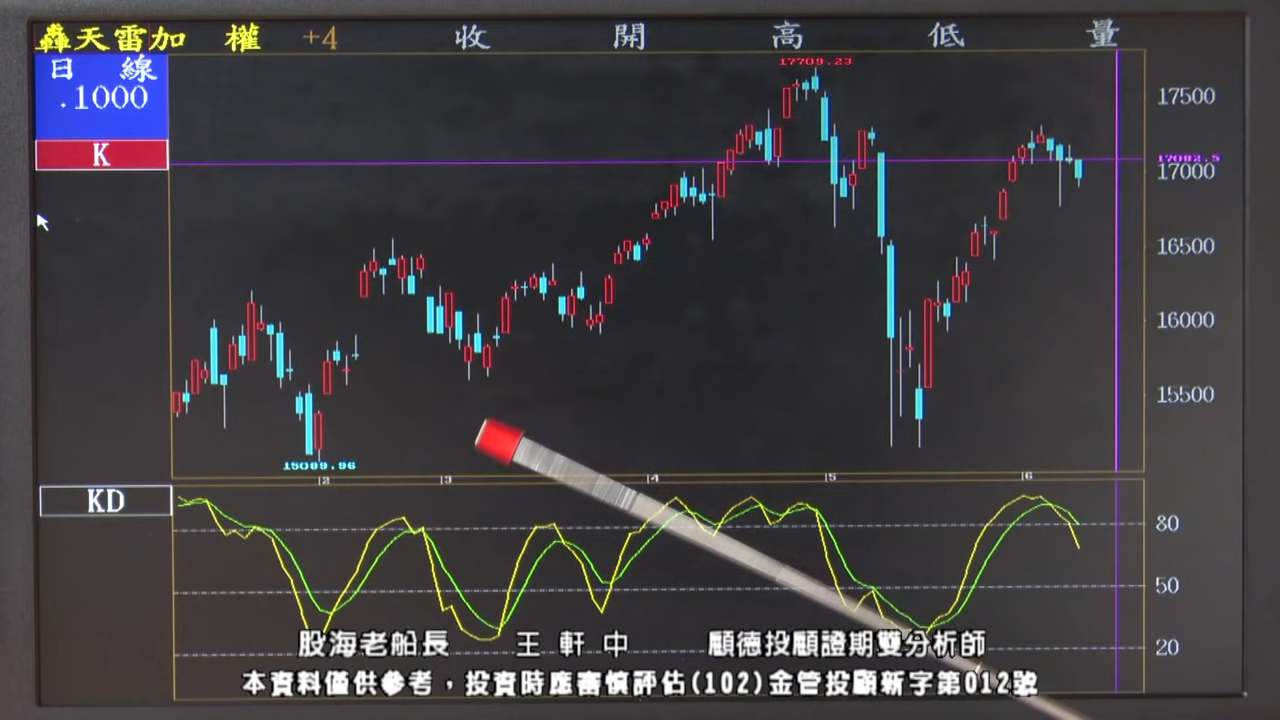 轟天雷加 權 +4 收 開 高 低 量
日 線
.1000
K
17709.23
17500
17082.5
17000
16500
16000
15500
15089.96
2 3 4 5 6
KD
80
50
20
股海老船長 王軒中 顧德投顧證期雙分析師
本資料僅供參考，投資時應審慎評估(102)金管投顧新字第012號